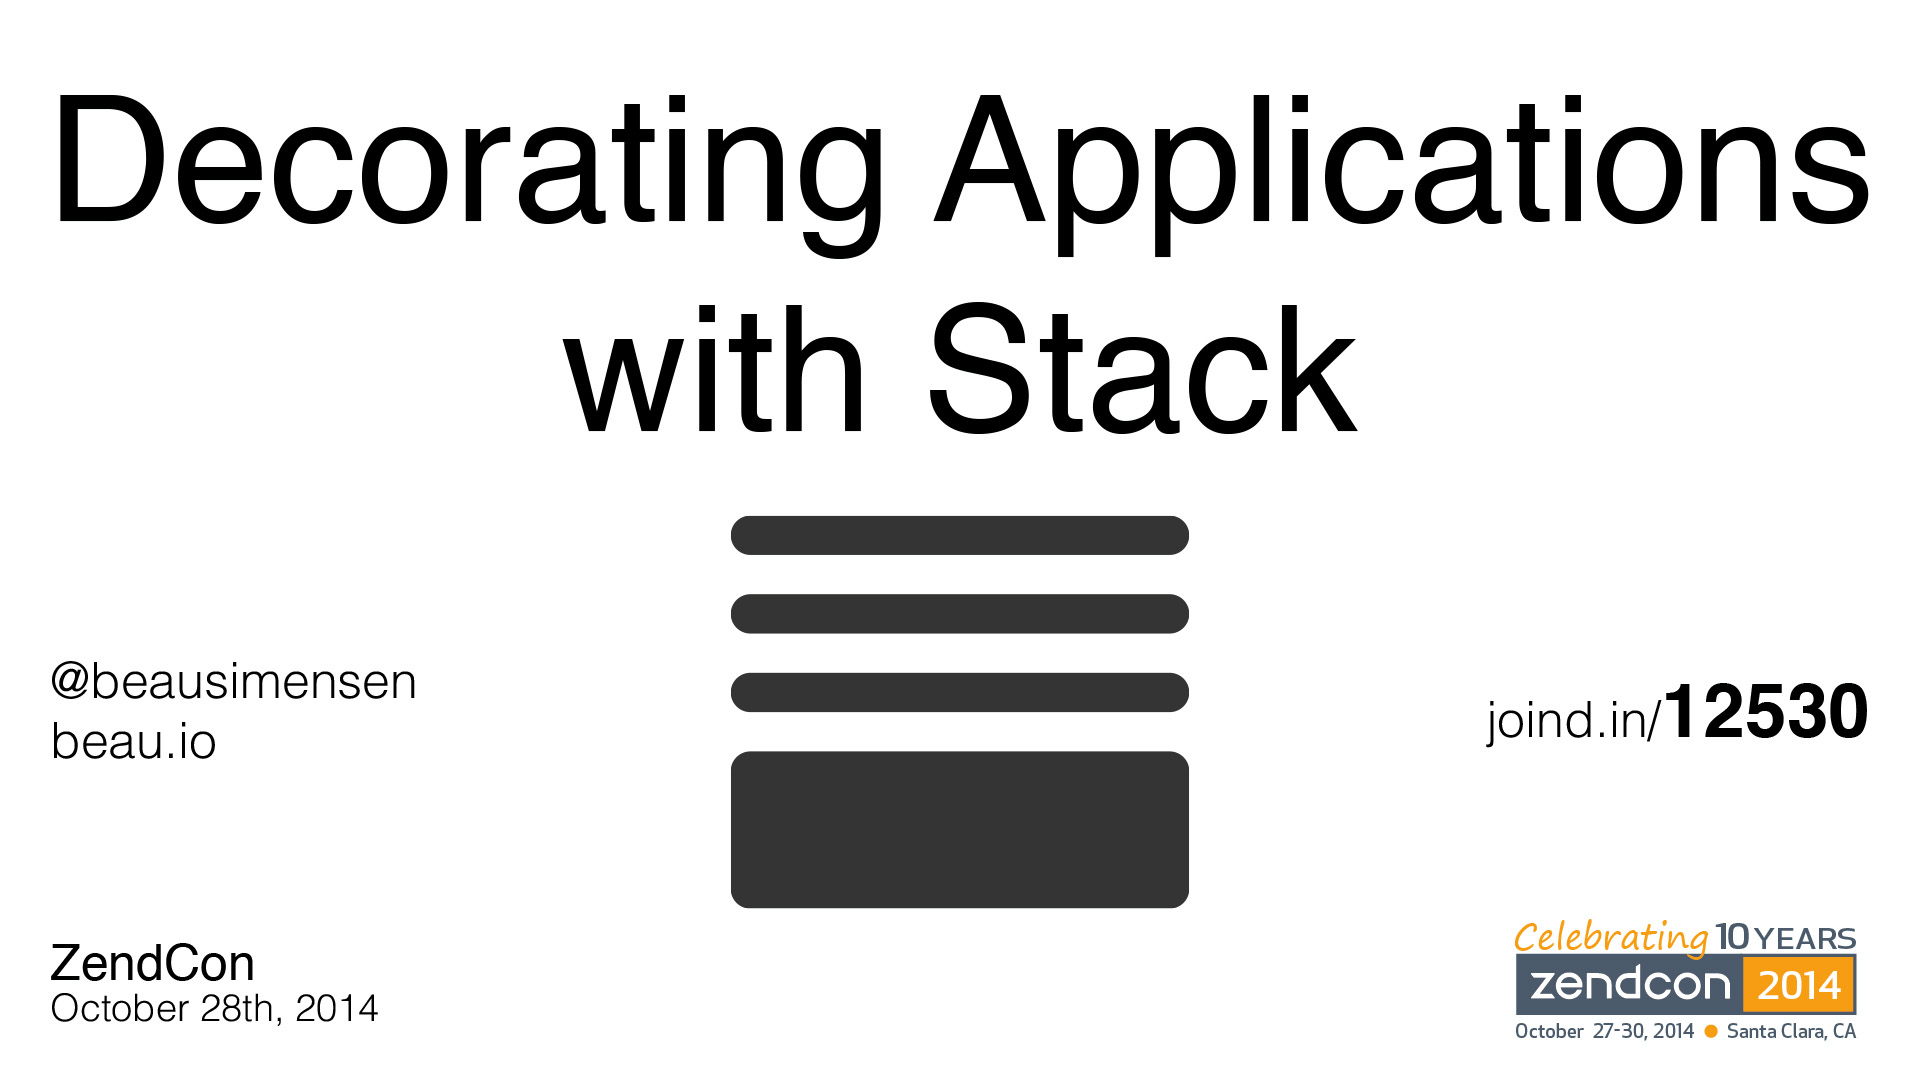 Decorating Applications
with Stack
@beausimensen
beau.io
joind.in/12530
ZendCon
October 28th, 2014
Celebrating 10 YEARS
zendcon 2014
October 27-30, 2014 ● Santa Clara, CA